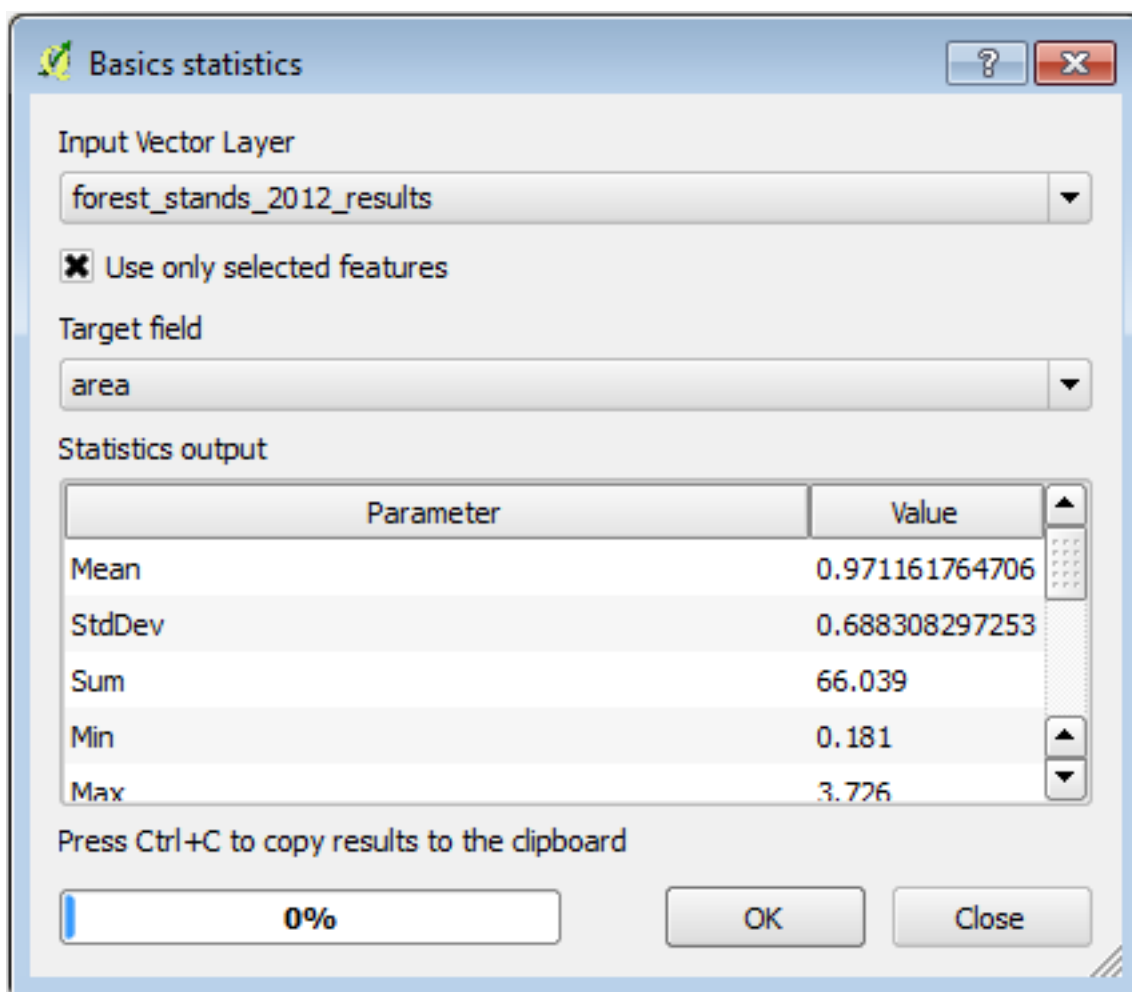 Basics statistics
Input Vector Layer
forest_stands_2012_results
Use only selected features
Target field
area
Statistics output
Parameter Value
Mean 0.971161764706
StdDev 0.688308297253
Sum 66.039
Min 0.181
Max 3.726
Press Ctrl+C to copy results to the clipboard
0% OK Close